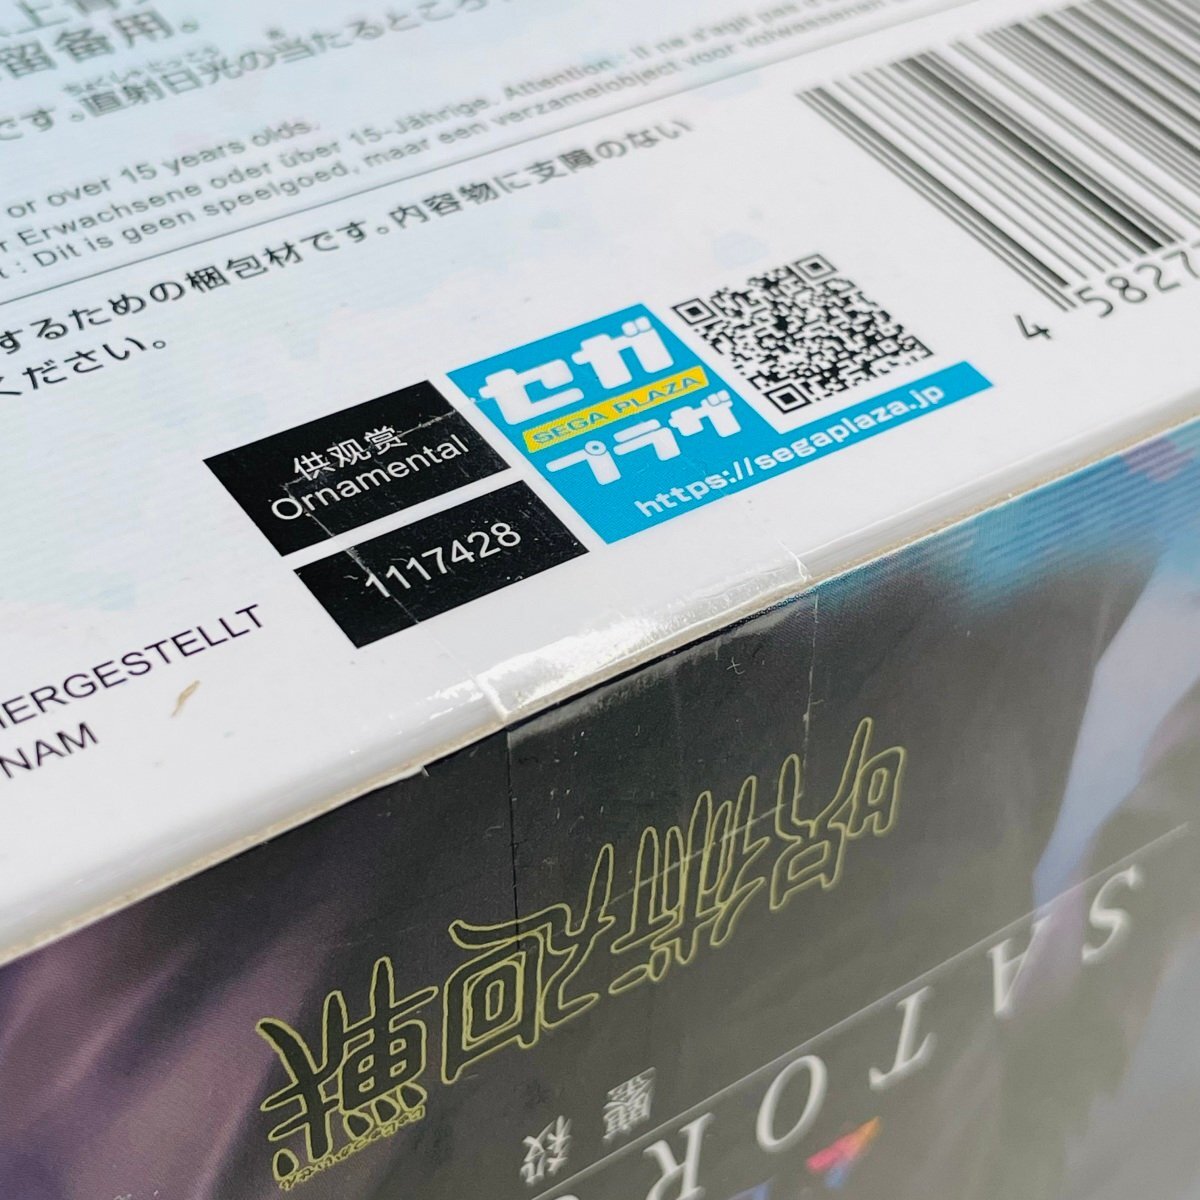 留备用。
です。直射日光の当たるところ
or over 15 years olds.
Erwachsene oder über 15-Jährige. Attention : Il ne s'agit pas
: Dit is geen speelgoed, maar een verzamelobject voor volwassenen
するための梱包材です。内容物に支障のない
ください。
供观赏
Ornamental
1117428
セガ
SEGA PLAZA
プラザ
https://segaplaza.jp
4 5827
HERGESTELLT
NAM
呪術廻戦
SATOR